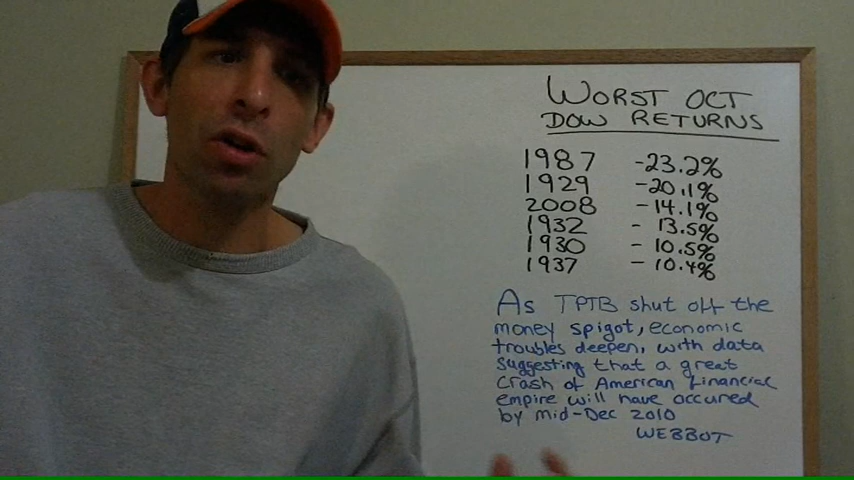 WORST OCT
DOW RETURNS
1987 -23.2%
1929 -20.1%
2008 -14.1%
1932 - 13.5%
1930 - 10.5%
1937 - 10.4%
As TPTB shut off the
money spigot, economic
troubles deepen, with data
suggesting that a great
crash of American financial
empire will have occured
by mid-Dec 2010
WEBBOT